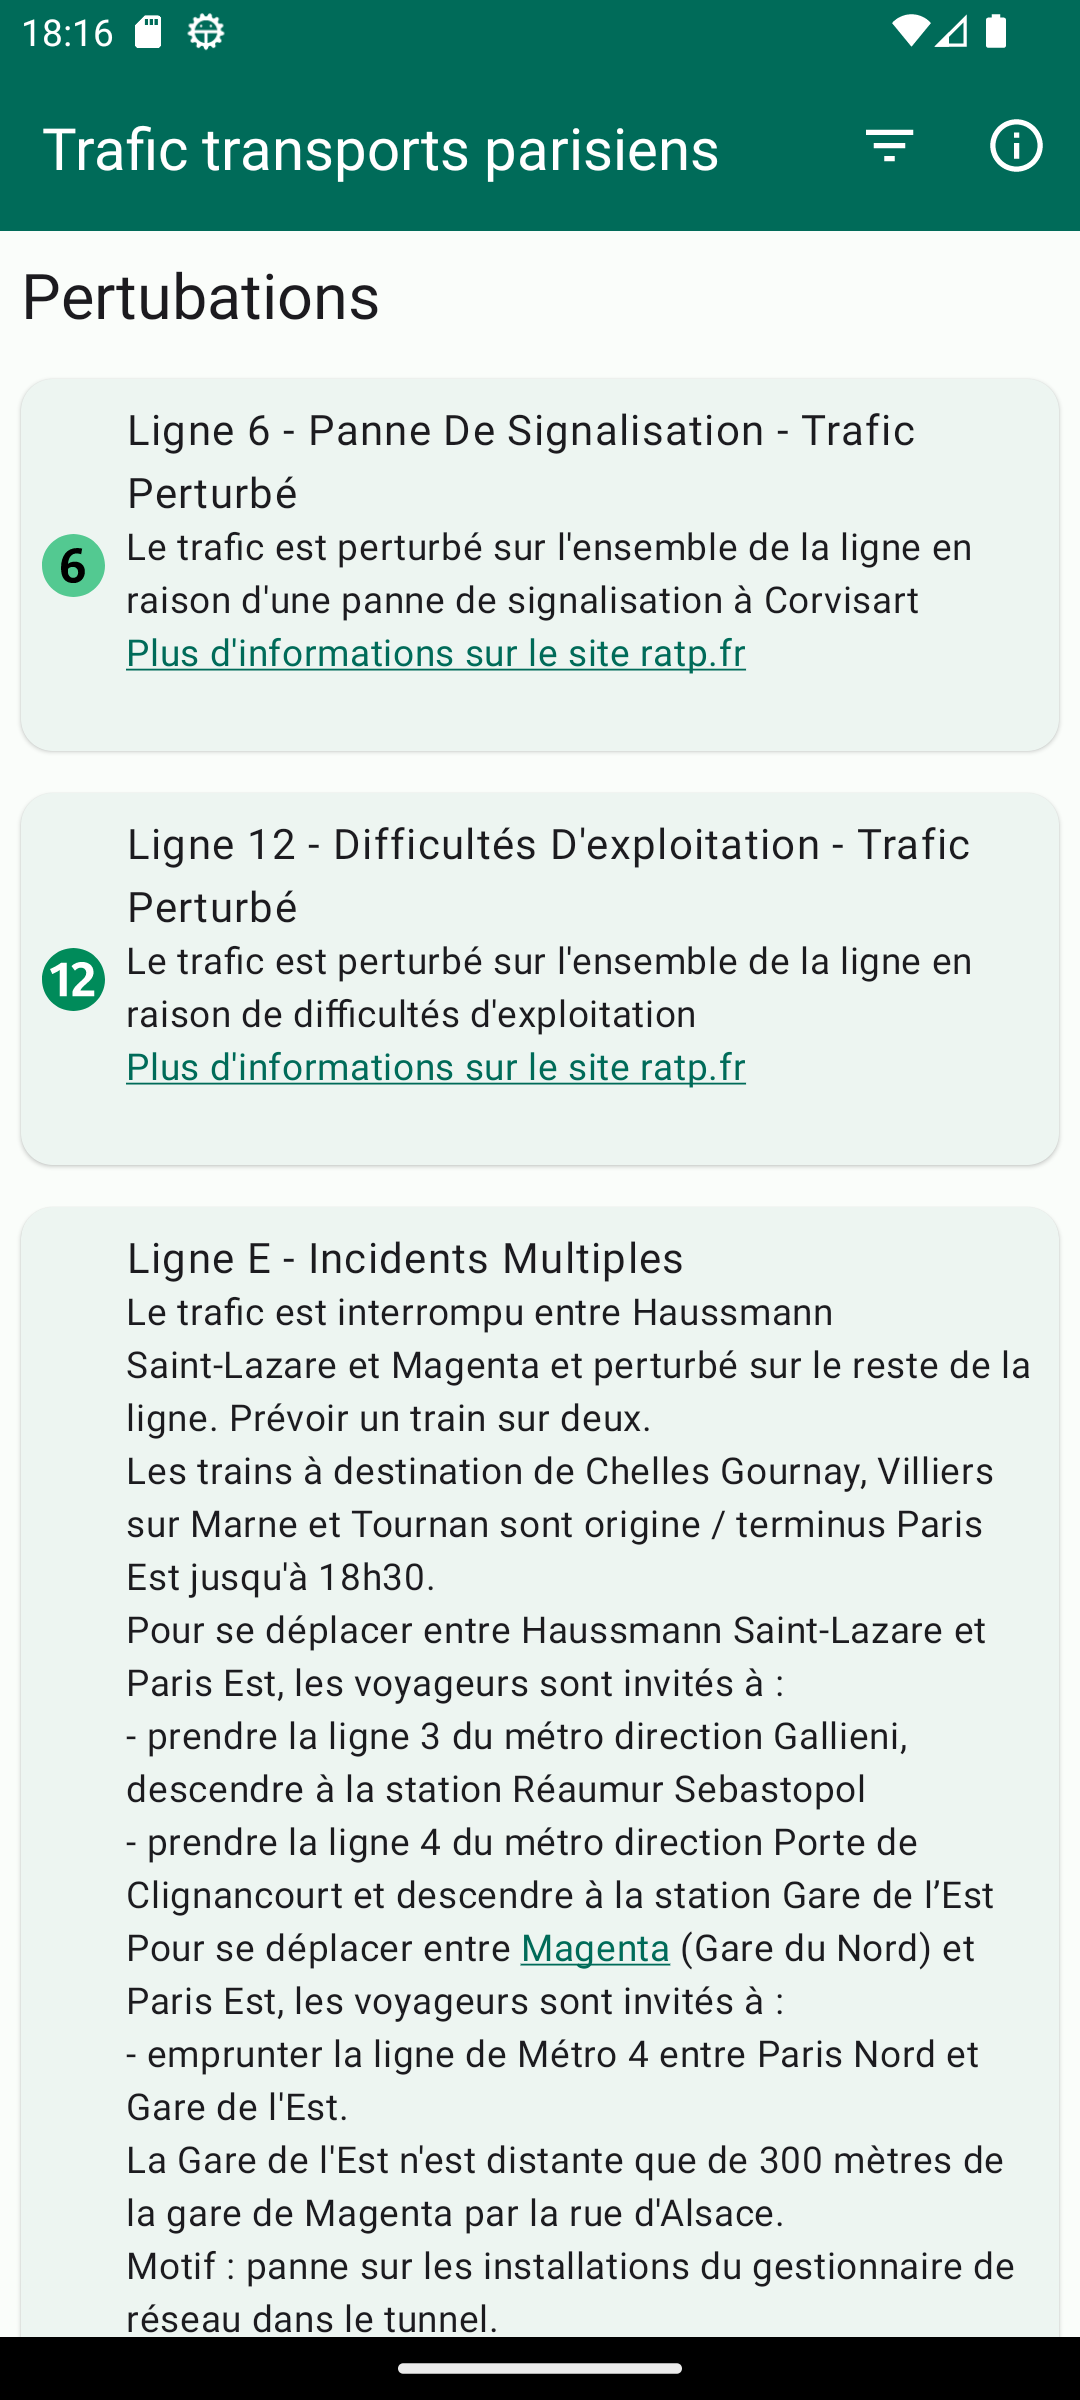 18:16
Trafic transports parisiens
Pertubations
Ligne 6 - Panne De Signalisation - Trafic
Perturbé
6
Le trafic est perturbé sur l'ensemble de la ligne en
raison d'une panne de signalisation à Corvisart
Plus d'informations sur le site ratp.fr
Ligne 12 - Difficultés D'exploitation - Trafic
Perturbé
12
Le trafic est perturbé sur l'ensemble de la ligne en
raison de difficultés d'exploitation
Plus d'informations sur le site ratp.fr
Ligne E - Incidents Multiples
Le trafic est interrompu entre Haussmann
Saint-Lazare et Magenta et perturbé sur le reste de la
ligne. Prévoir un train sur deux.
Les trains à destination de Chelles Gournay, Villiers
sur Marne et Tournan sont origine / terminus Paris
Est jusqu'à 18h30.
Pour se déplacer entre Haussmann Saint-Lazare et
Paris Est, les voyageurs sont invités à :
- prendre la ligne 3 du métro direction Gallieni,
descendre à la station Réaumur Sebastopol
- prendre la ligne 4 du métro direction Porte de
Clignancourt et descendre à la station Gare de l’Est
Pour se déplacer entre Magenta (Gare du Nord) et
Paris Est, les voyageurs sont invités à :
- emprunter la ligne de Métro 4 entre Paris Nord et
Gare de l'Est.
La Gare de l'Est n'est distante que de 300 mètres de
la gare de Magenta par la rue d'Alsace.
Motif : panne sur les installations du gestionnaire de
réseau dans le tunnel.